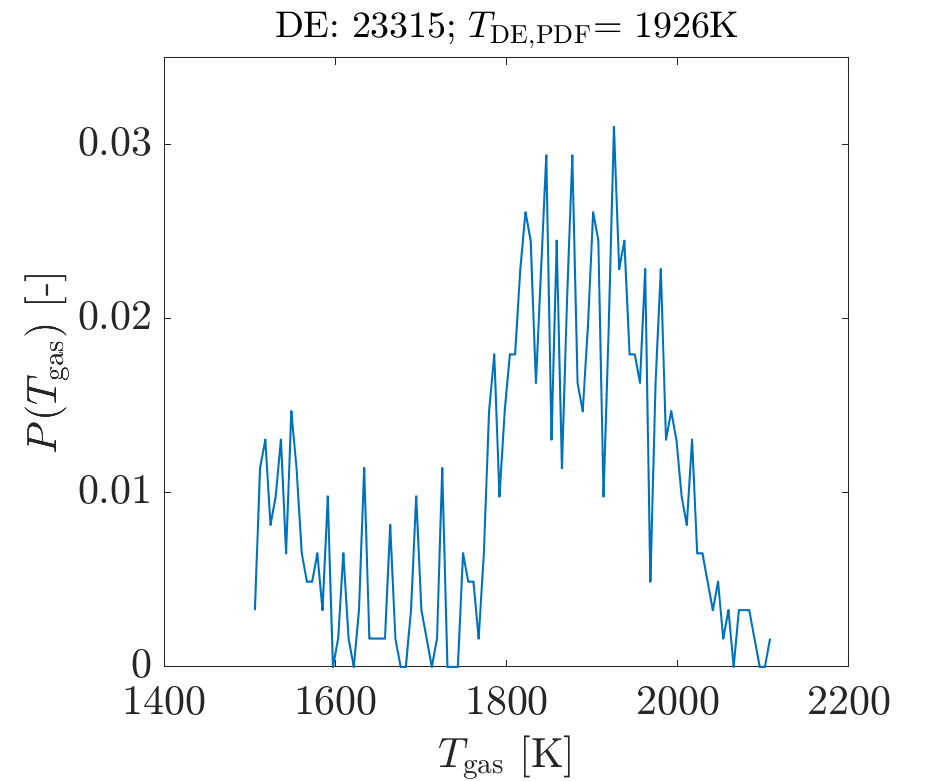 DE: 23315; T_DE,PDF= 1926K
0.03
0.02
0.01
0
P(T_gas) [-]
1400 1600 1800 2000 2200
T_gas [K]